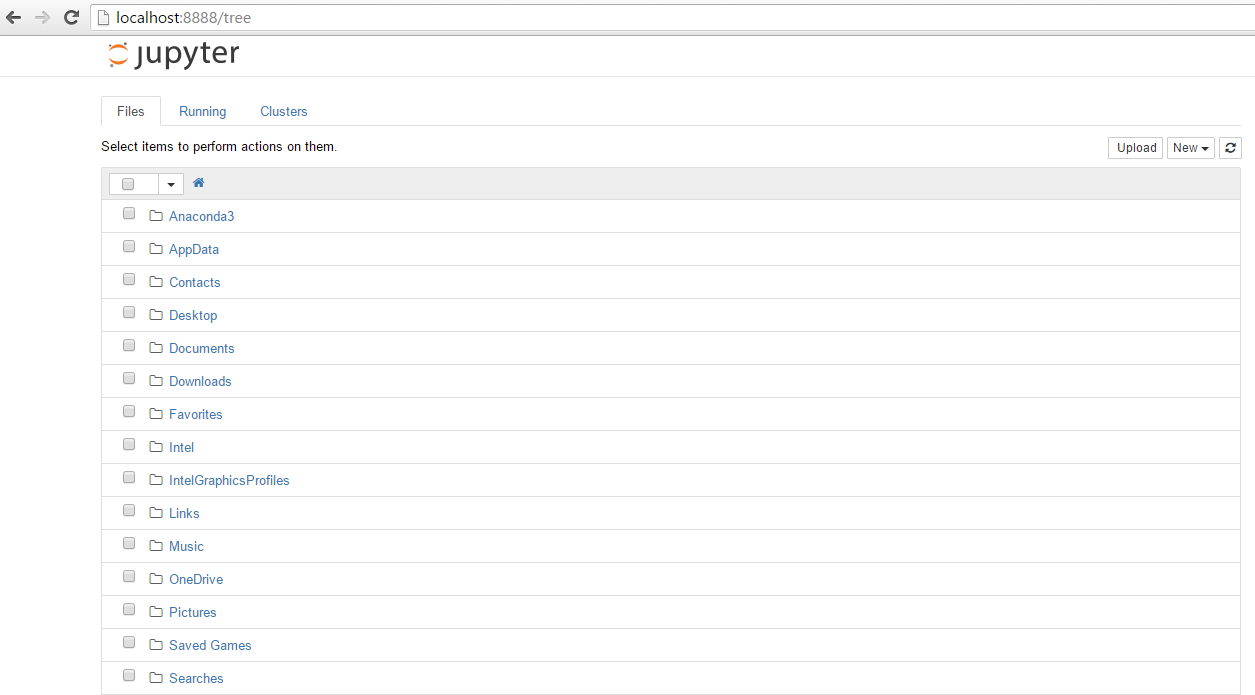 localhost:8888/tree
jupyter
Files Running Clusters
Select items to perform actions on them.
Upload New
Anaconda3
AppData
Contacts
Desktop
Documents
Downloads
Favorites
Intel
IntelGraphicsProfiles
Links
Music
OneDrive
Pictures
Saved Games
Searches